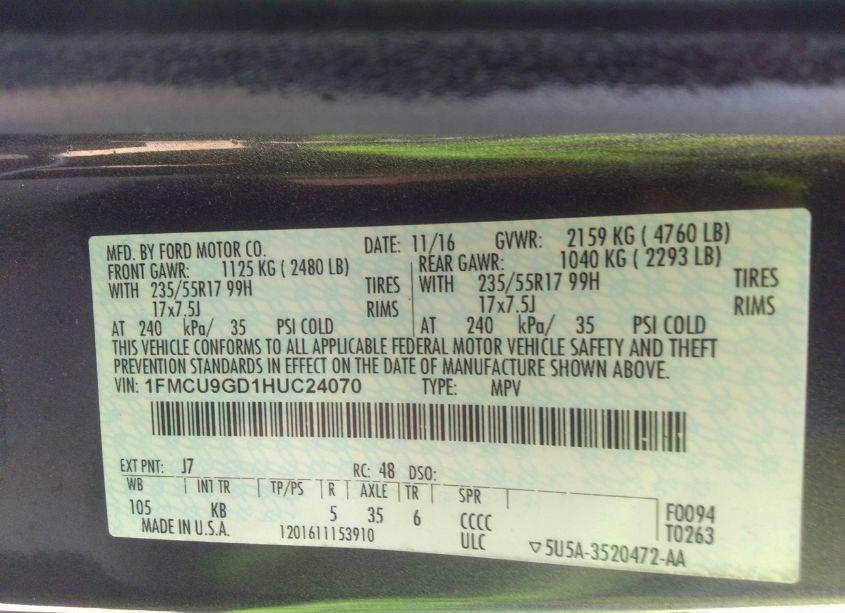 MFD. BY FORD MOTOR CO. DATE: 11/16 GVWR: 2159 KG ( 4760 LB)
FRONT GAWR: 1125 KG ( 2480 LB) REAR GAWR: 1040 KG ( 2293 LB)
WITH 235/55R17 99H TIRES WITH 235/55R17 99H TIRES
17x7.5J RIMS 17x7.5J RIMS
AT 240 kPa/ 35 PSI COLD AT 240 kPa/ 35 PSI COLD
THIS VEHICLE CONFORMS TO ALL APPLICABLE FEDERAL MOTOR VEHICLE SAFETY AND THEFT
PREVENTION STANDARDS IN EFFECT ON THE DATE OF MANUFACTURE SHOWN ABOVE.
VIN: 1FMCU9GD1HUC24070 TYPE: MPV
EXT PNT: J7 RC: 48 DSO:
WB INT TR TP/PS R AXLE TR SPR
105 KB 5 35 6 CCCC F0094
MADE IN U.S.A. 1201611153910 ULC T0263
▽5U5A-3520472-AA